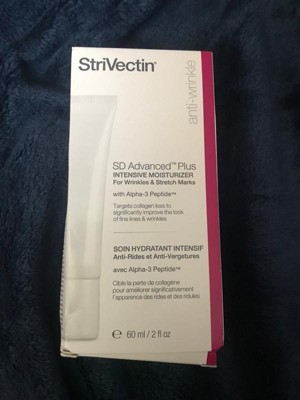 StriVectin®
anti-wrinkle
SD Advanced™ Plus
INTENSIVE MOISTURIZER
For Wrinkles & Stretch Marks
with Alpha-3 Peptide™
Targets collagen loss to
significantly improve the look
of fine lines & wrinkles
SOIN HYDRATANT INTENSIF
Anti-Rides et Anti-Vergetures
avec Alpha-3 Peptide™
Cible la perte de collagène
pour améliorer significativement
l'apparence des rides et des ridules
℮ 60 ml / 2 fl oz